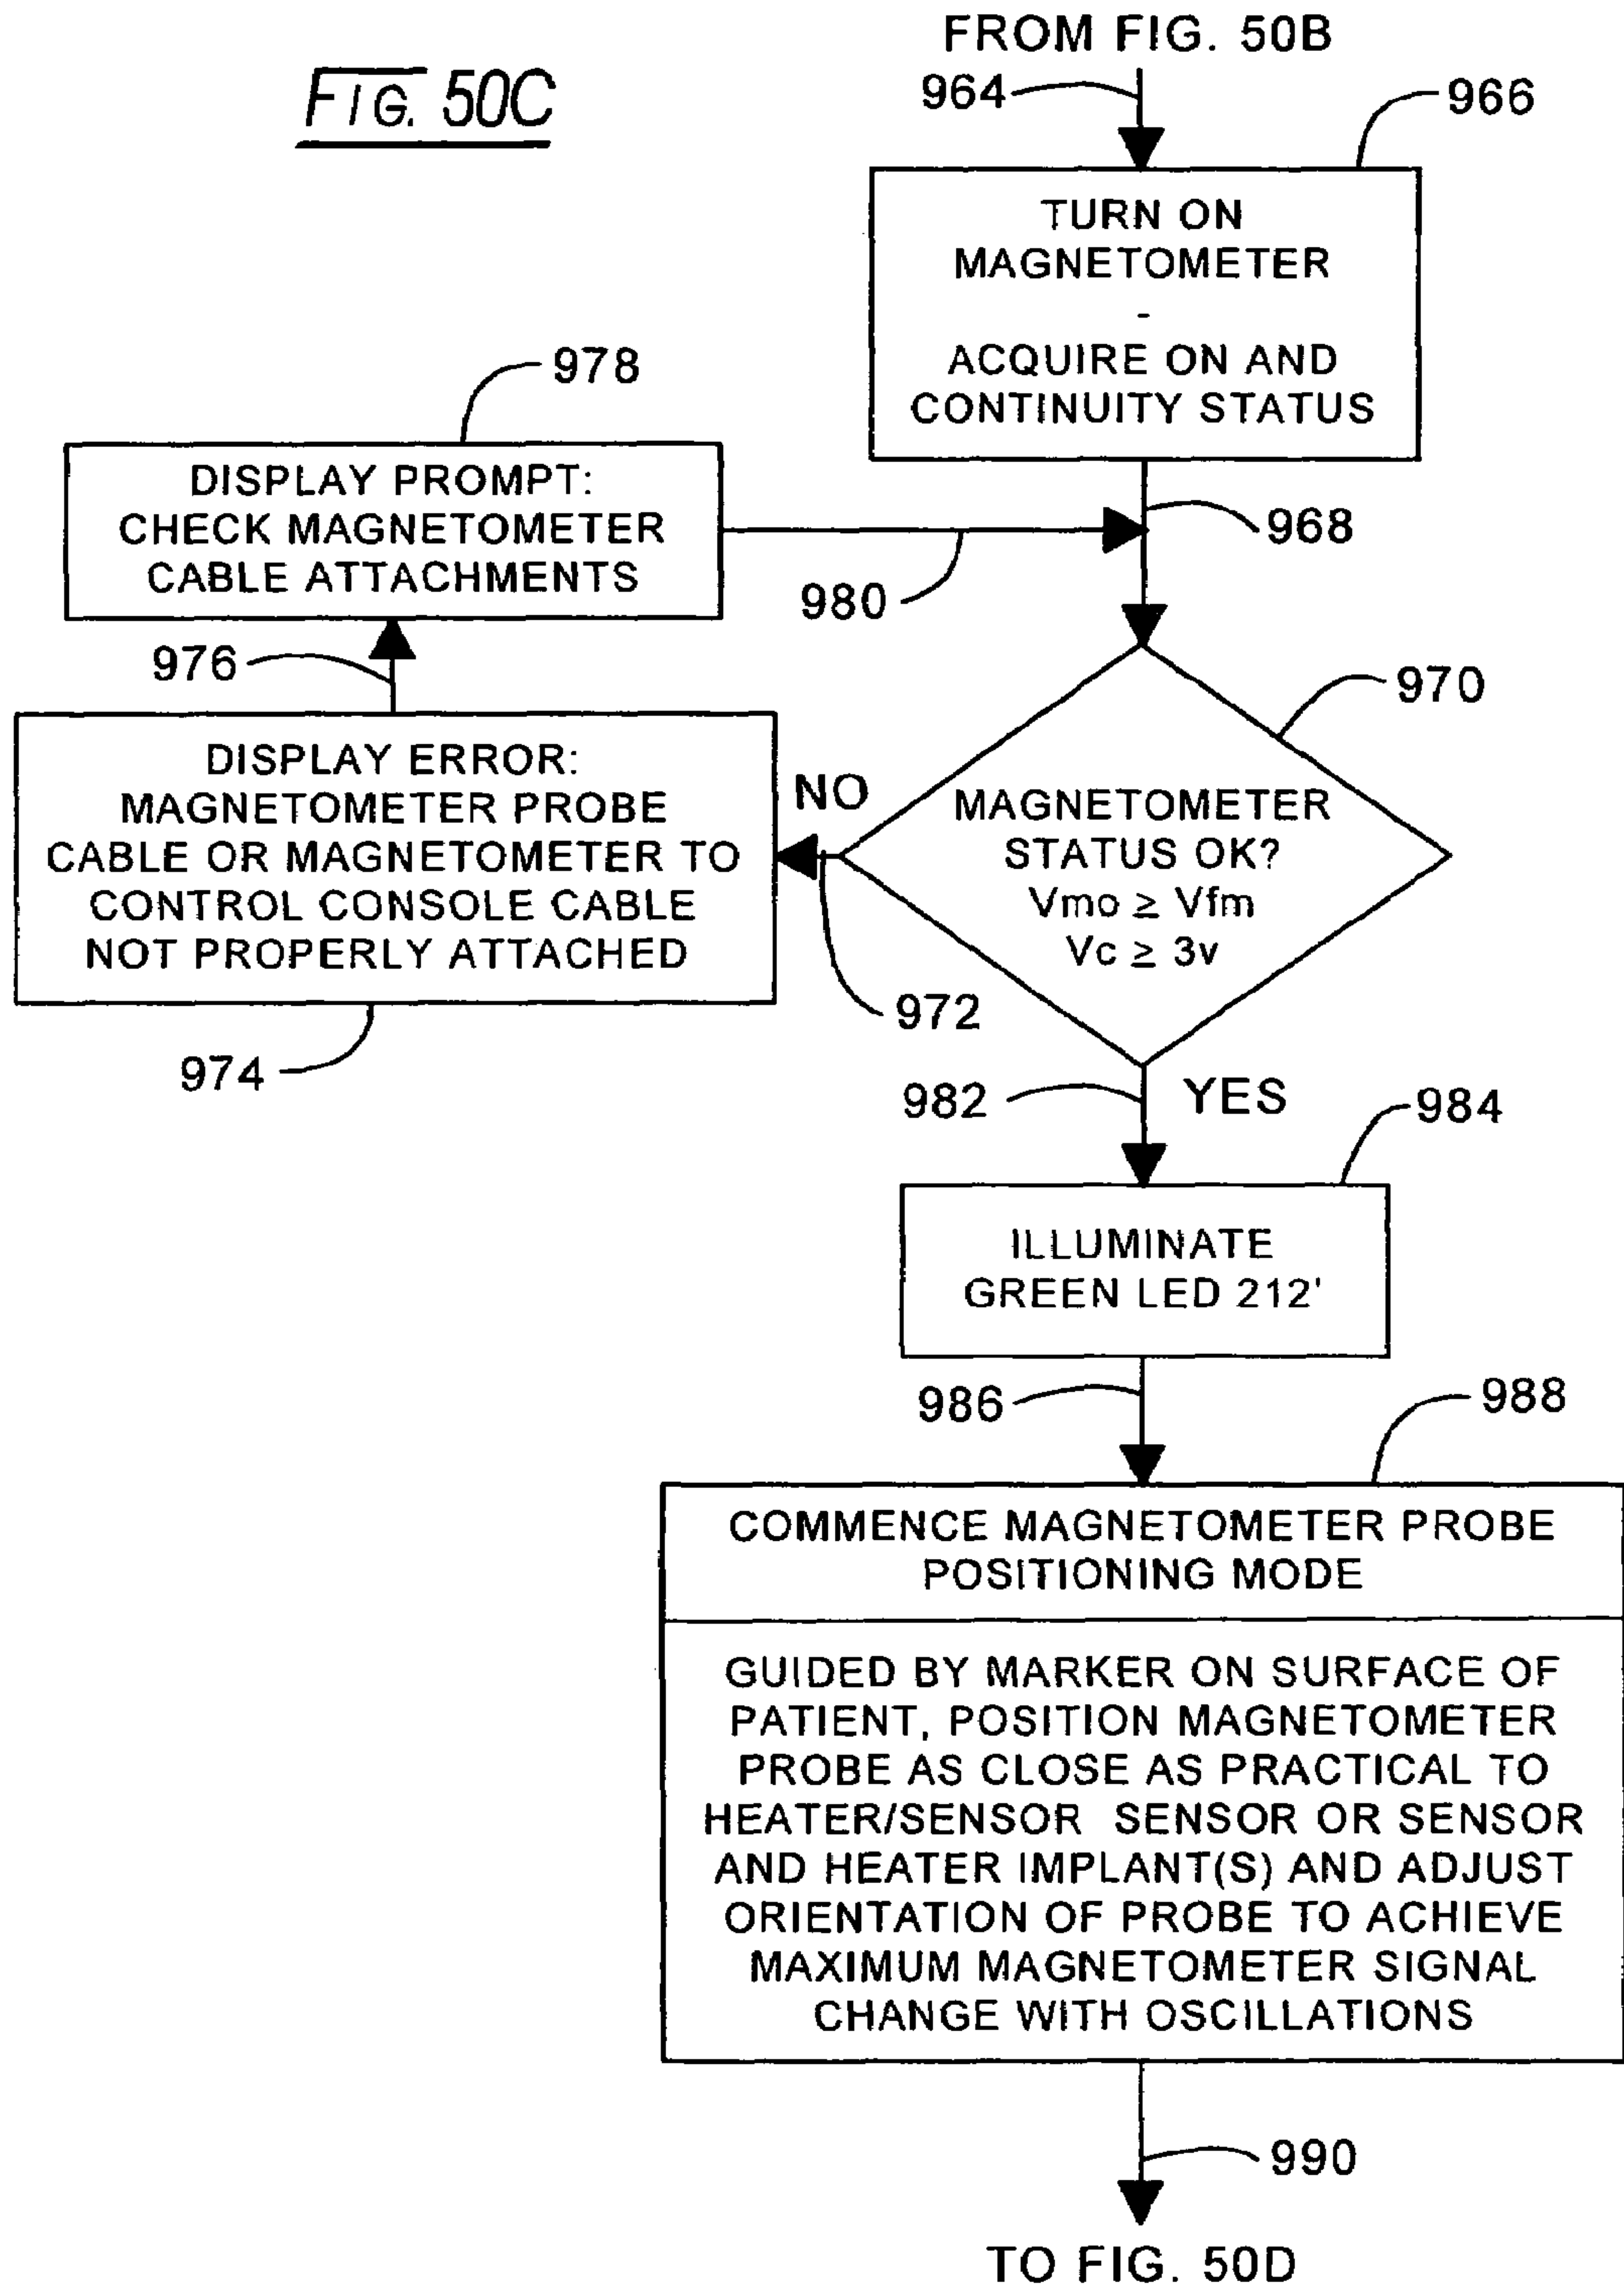 FROM FIG. 50B
FIG. 50C
964
966
TURN ON
MAGNETOMETER
-
ACQUIRE ON AND
CONTINUITY STATUS
978
DISPLAY PROMPT:
CHECK MAGNETOMETER
CABLE ATTACHMENTS
968
980
976
970
DISPLAY ERROR:
MAGNETOMETER PROBE
CABLE OR MAGNETOMETER TO
CONTROL CONSOLE CABLE
NOT PROPERLY ATTACHED
NO
MAGNETOMETER
STATUS OK?
Vmo ≥ Vfm
Vc ≥ 3v
972
974
982
YES
984
ILLUMINATE
GREEN LED 212'
986
988
COMMENCE MAGNETOMETER PROBE
POSITIONING MODE
GUIDED BY MARKER ON SURFACE OF
PATIENT, POSITION MAGNETOMETER
PROBE AS CLOSE AS PRACTICAL TO
HEATER/SENSOR SENSOR OR SENSOR
AND HEATER IMPLANT(S) AND ADJUST
ORIENTATION OF PROBE TO ACHIEVE
MAXIMUM MAGNETOMETER SIGNAL
CHANGE WITH OSCILLATIONS
990
TO FIG. 50D